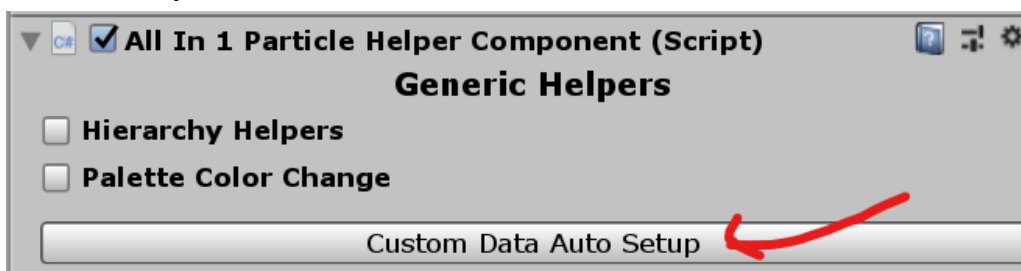 All In 1 Particle Helper Component (Script)
Generic Helpers
Hierarchy Helpers
Palette Color Change
Custom Data Auto Setup